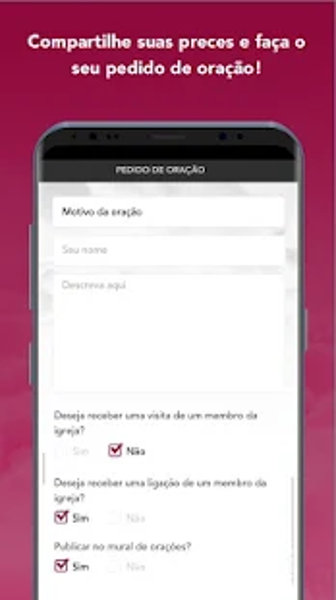 Compartilhe suas preces e faça o
seu pedido de oração!
PEDIDO DE ORAÇÃO
Motivo da oração
Seu nome
Descreva aqui
Deseja receber uma visita de um membro da
igreja?
Sim Não
Deseja receber uma ligação de um membro da
igreja?
Sim Não
Publicar no mural de orações?
Sim Não